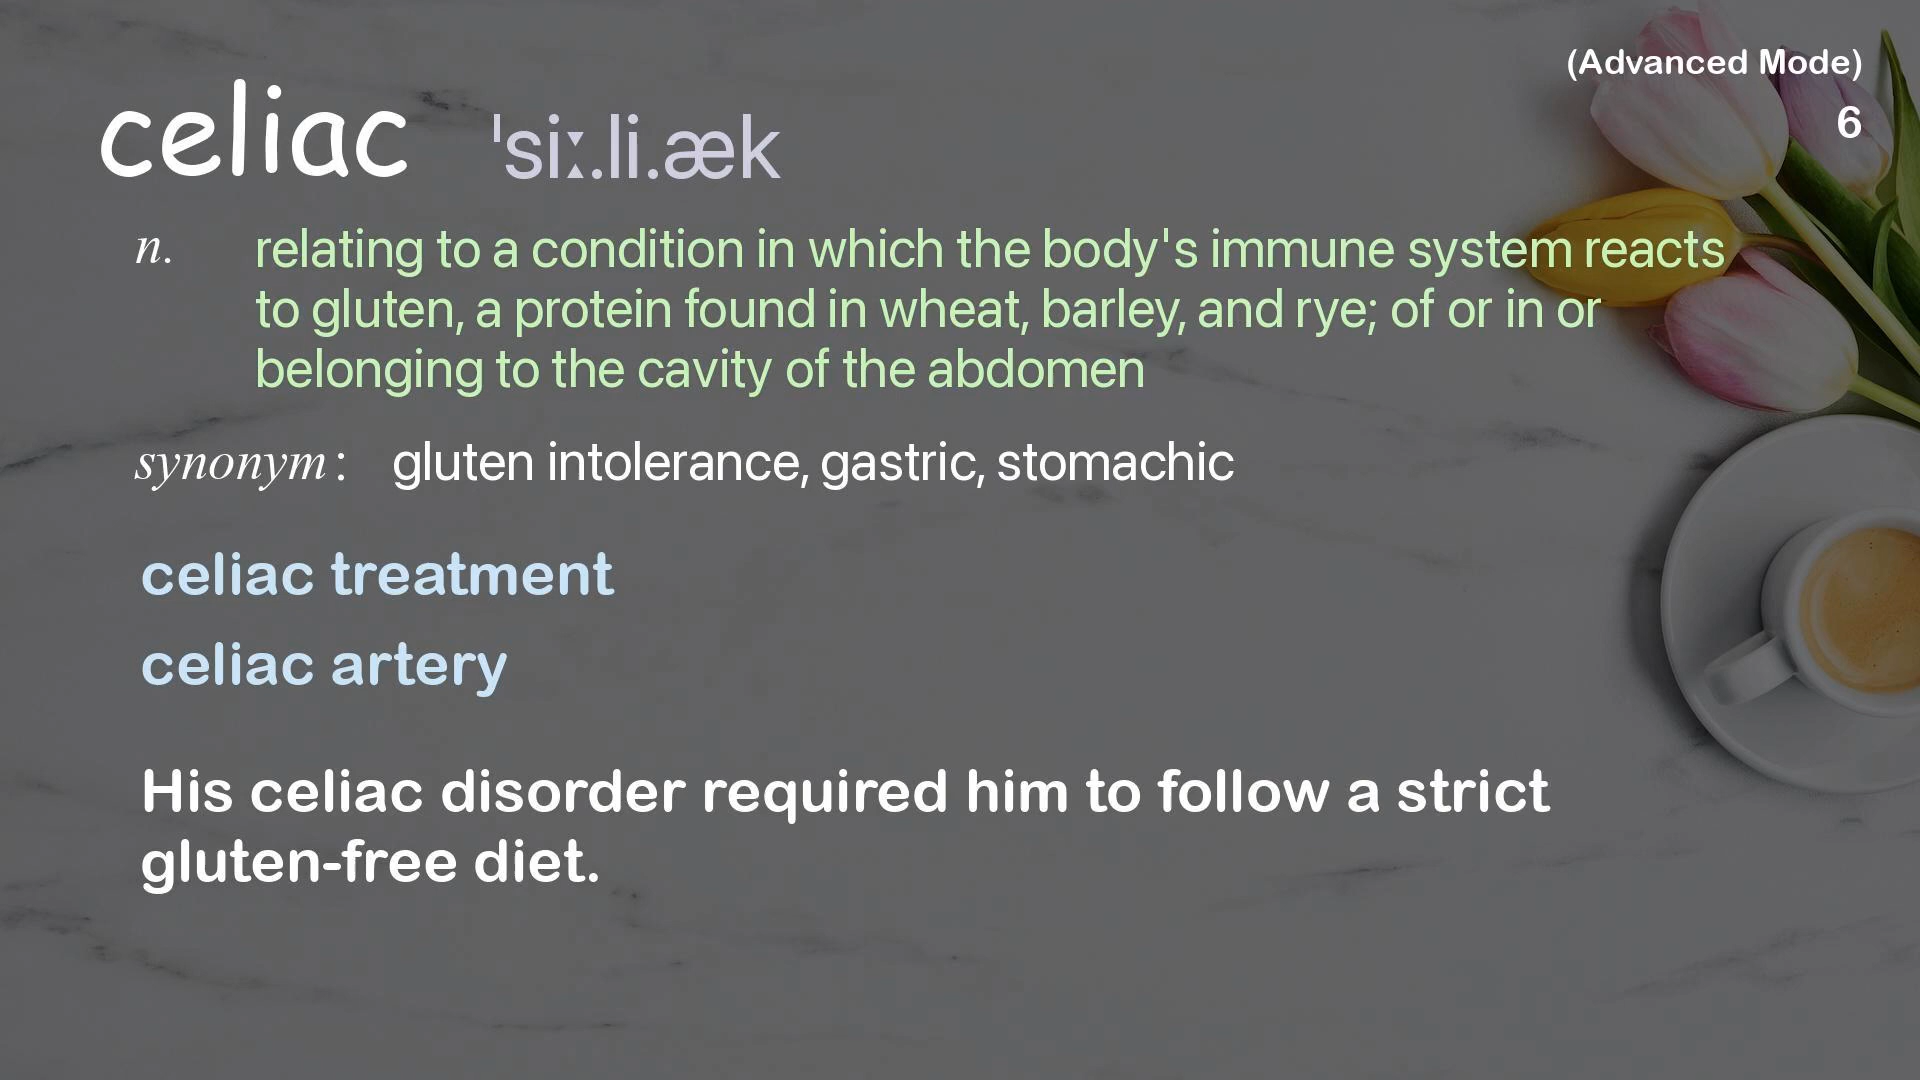 (Advanced Mode)
celiac ˈsiː.li.æk
6
n. relating to a condition in which the body's immune system reacts
to gluten, a protein found in wheat, barley, and rye; of or in or
belonging to the cavity of the abdomen
synonym: gluten intolerance, gastric, stomachic
celiac treatment
celiac artery
His celiac disorder required him to follow a strict
gluten-free diet.